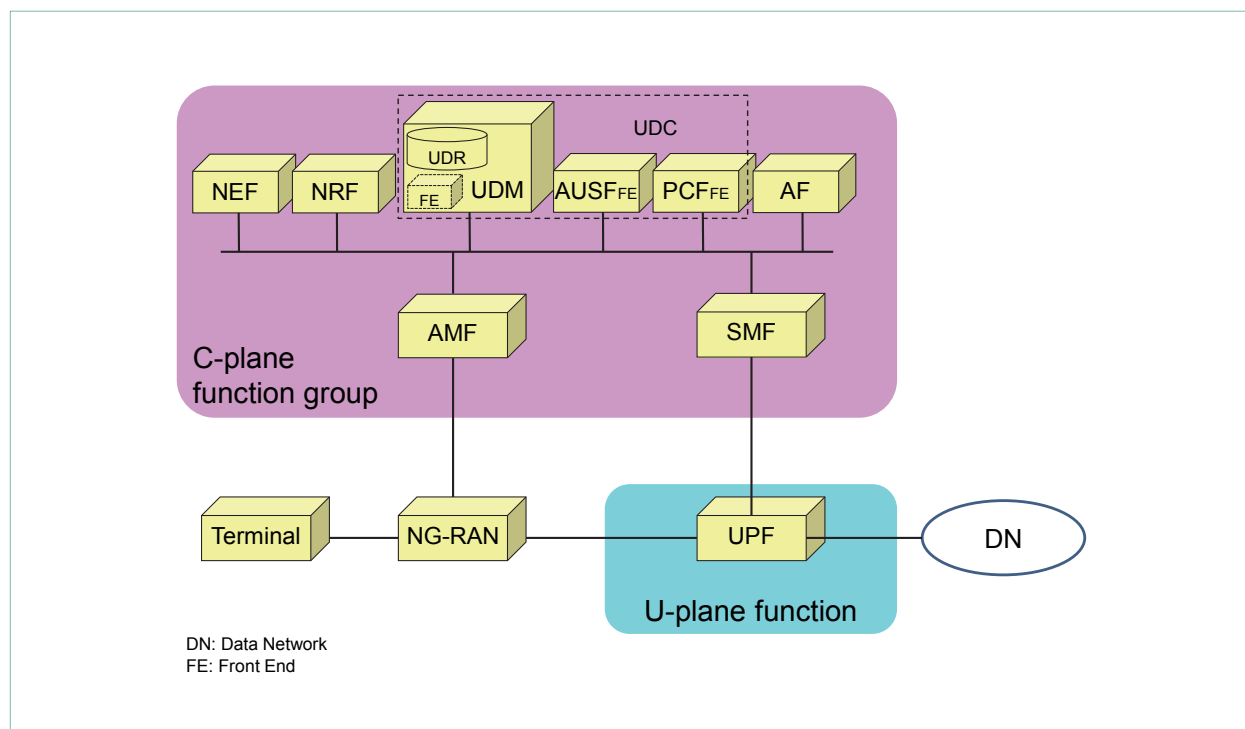 UDC
UDR
FE
UDM
NEF
NRF
AUSFFE
PCFFE
AF
AMF
SMF
C-plane
function group
Terminal
NG-RAN
UPF
DN
U-plane function
DN: Data Network
FE: Front End